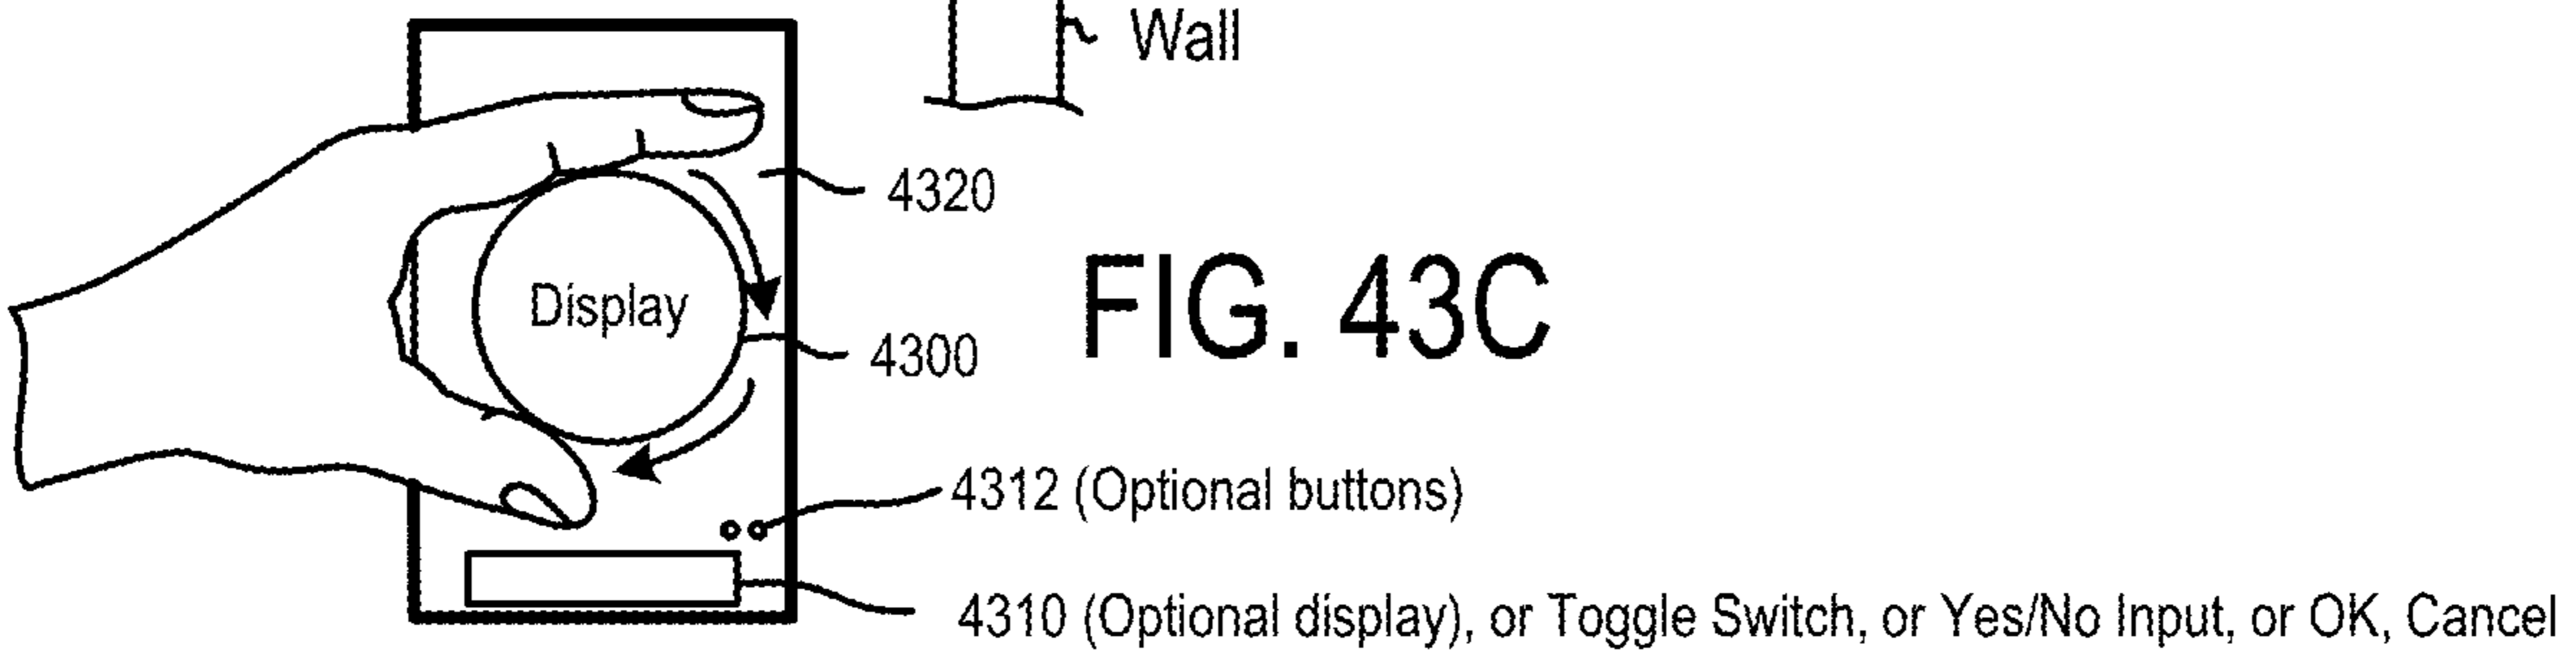 Wall
4320
Display
FIG. 43C
4300
4312 (Optional buttons)
4310 (Optional display), or Toggle Switch, or Yes/No Input, or OK, Cancel